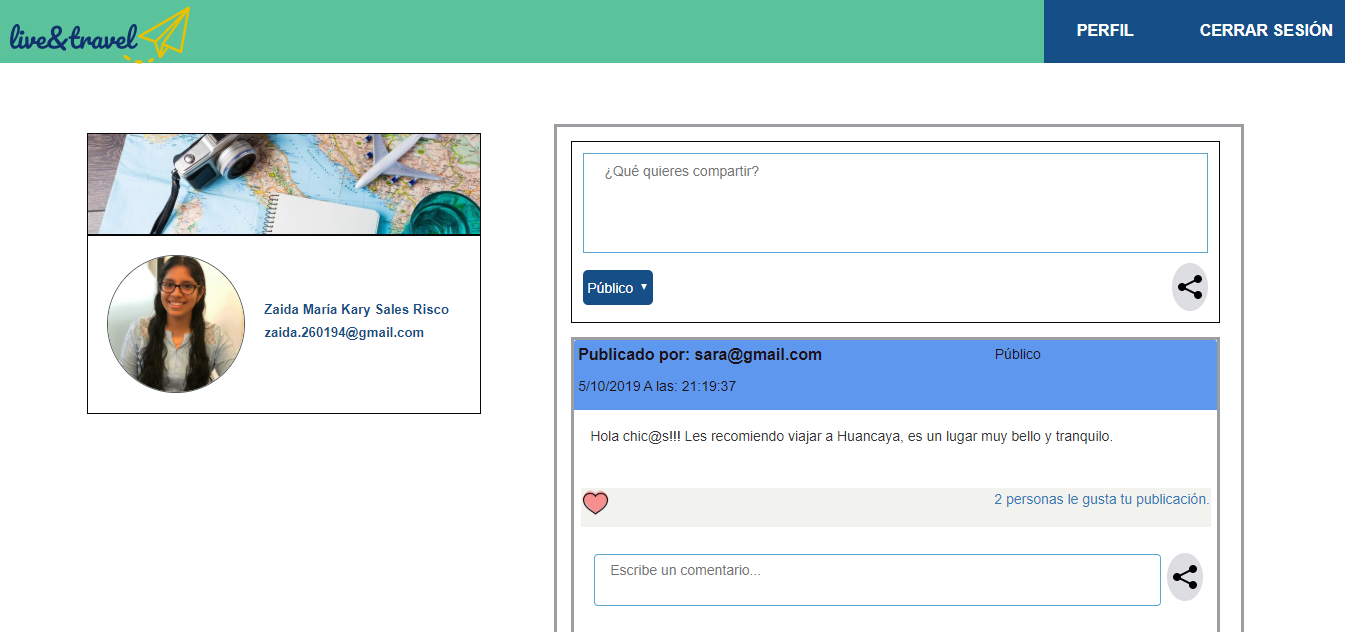 live&travel
PERFIL
CERRAR SESIÓN
¿Qué quieres compartir?
Público
Zaida María Kary Sales Risco
zaida.260194@gmail.com
Publicado por: sara@gmail.com
Público
5/10/2019 A las: 21:19:37
Hola chic@s!!! Les recomiendo viajar a Huancaya, es un lugar muy bello y tranquilo.
2 personas le gusta tu publicación.
Escribe un comentario...